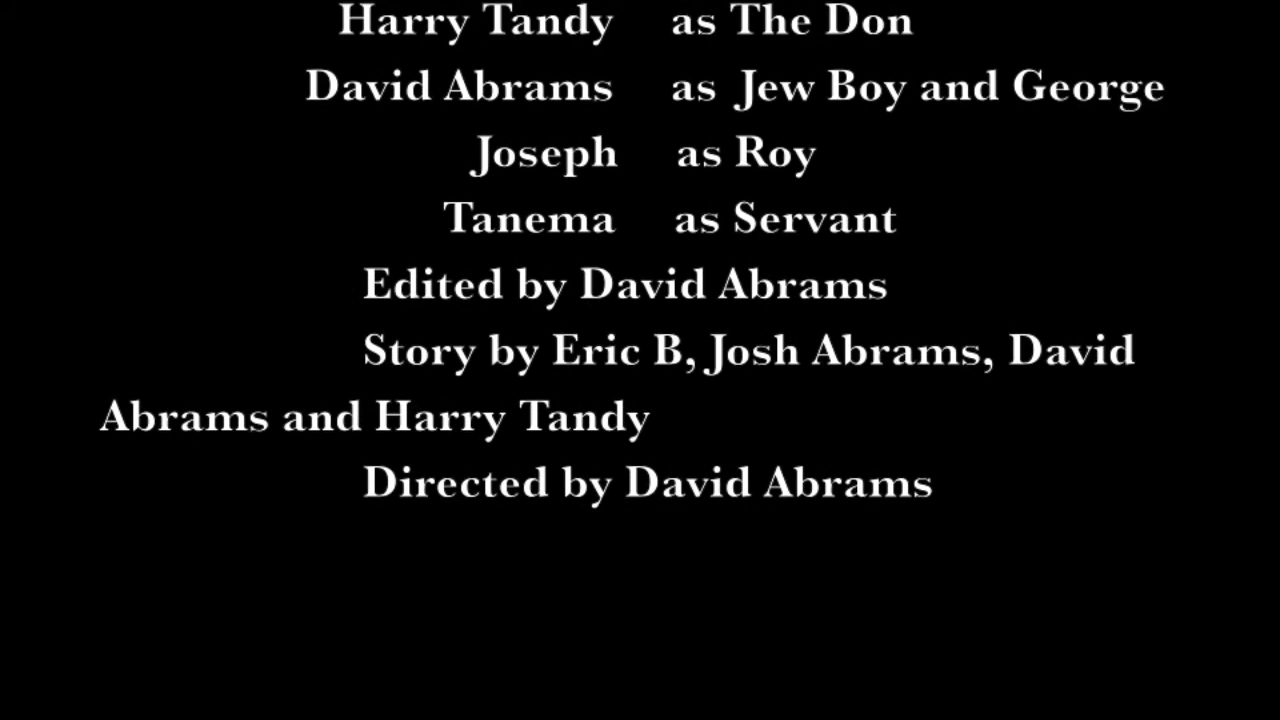 Harry Tandy as The Don
David Abrams as Jew Boy and George
Joseph as Roy
Tanema as Servant
Edited by David Abrams
Story by Eric B, Josh Abrams, David
Abrams and Harry Tandy
Directed by David Abrams